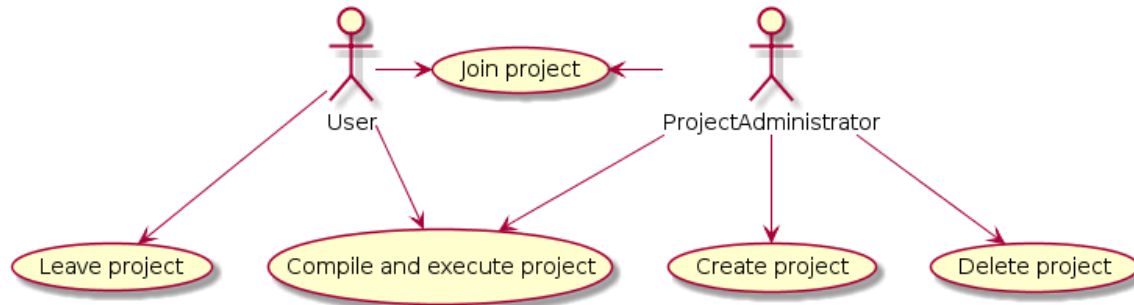 Join project
User
ProjectAdministrator
Leave project
Compile and execute project
Create project
Delete project